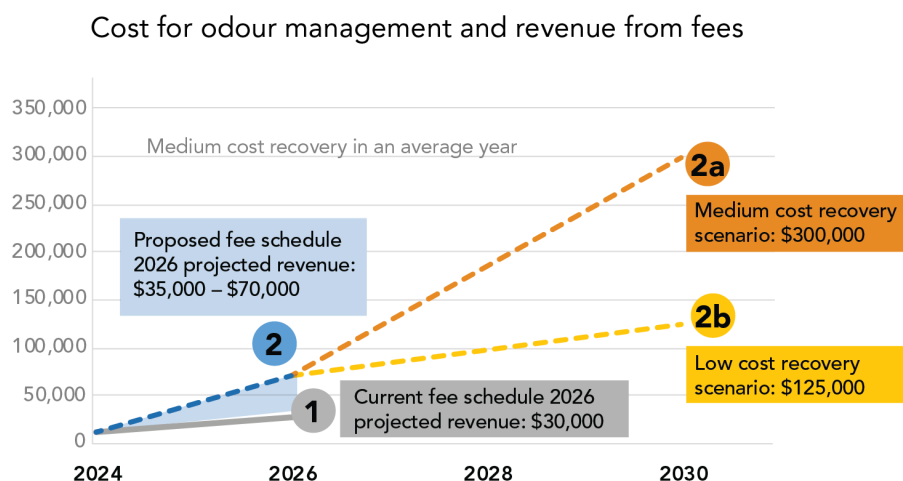 Cost for odour management and revenue from fees
350,000
300,000
250,000
200,000
150,000
100,000
50,000
0
Medium cost recovery in an average year
2a
Medium cost recovery
scenario: $300,000
Proposed fee schedule
2026 projected revenue:
$35,000 – $70,000
2
2b
Low cost recovery
scenario: $125,000
1
Current fee schedule 2026
projected revenue: $30,000
2024
2026
2028
2030